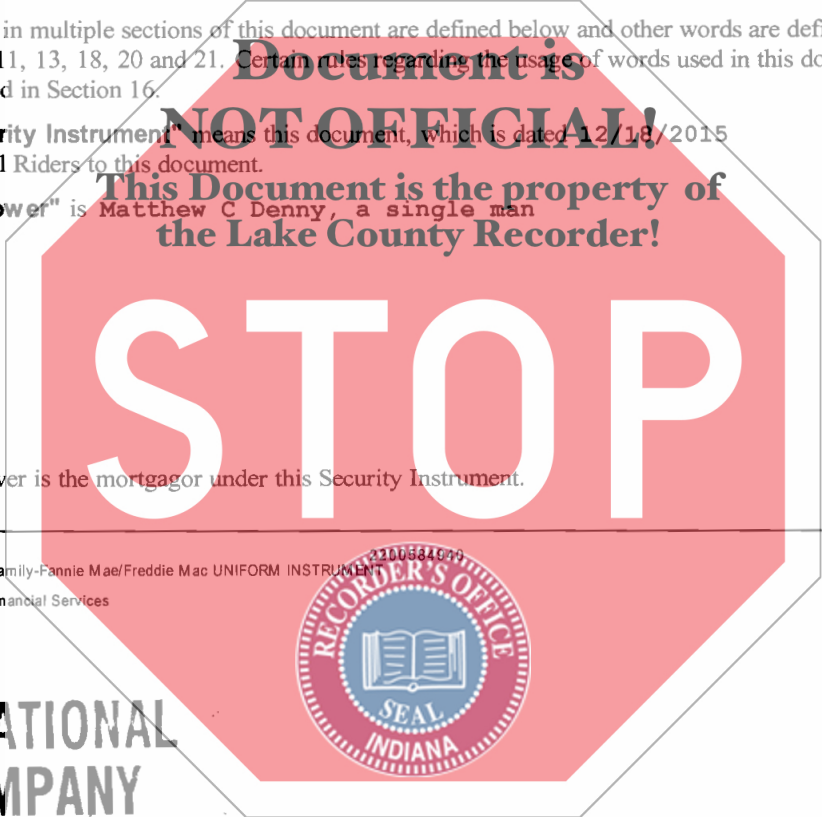 in multiple sections of this document are defined below and other words are defi
11, 13, 18, 20 and 21. Certain rules regarding the usage of words used in this do
d in Section 16.
Document is
rity Instrument" means this document, which is dated 12/18/2015
NOT OFFICIAL!
l Riders to this document.
This Document is the property of
wer" is Matthew C Denny, a single man
the Lake County Recorder!
STOP
ver is the mortgagor under this Security Instrument.
2200584949
amily-Fannie Mae/Freddie Mac UNIFORM INSTRUMENT
nancial Services
RECORDER'S OFFICE
SEAL
INDIANA
ATIONAL
MPANY